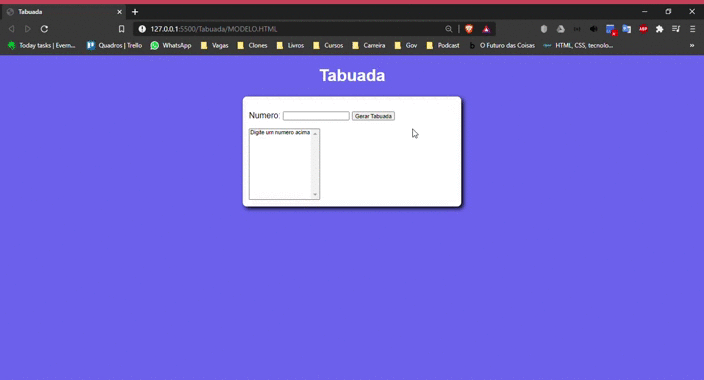 Tabuada
127.0.0.1:5500/Tabuada/MODELO.HTML
Today tasks | Evern... Quadros | Trello WhatsApp Vagas Clones Livros Cursos Carreira Gov Podcast b O Futuro das Coisas HTML, CSS, tecnolo... »
Tabuada
Numero: Gerar Tabuada
Digite um numero acima